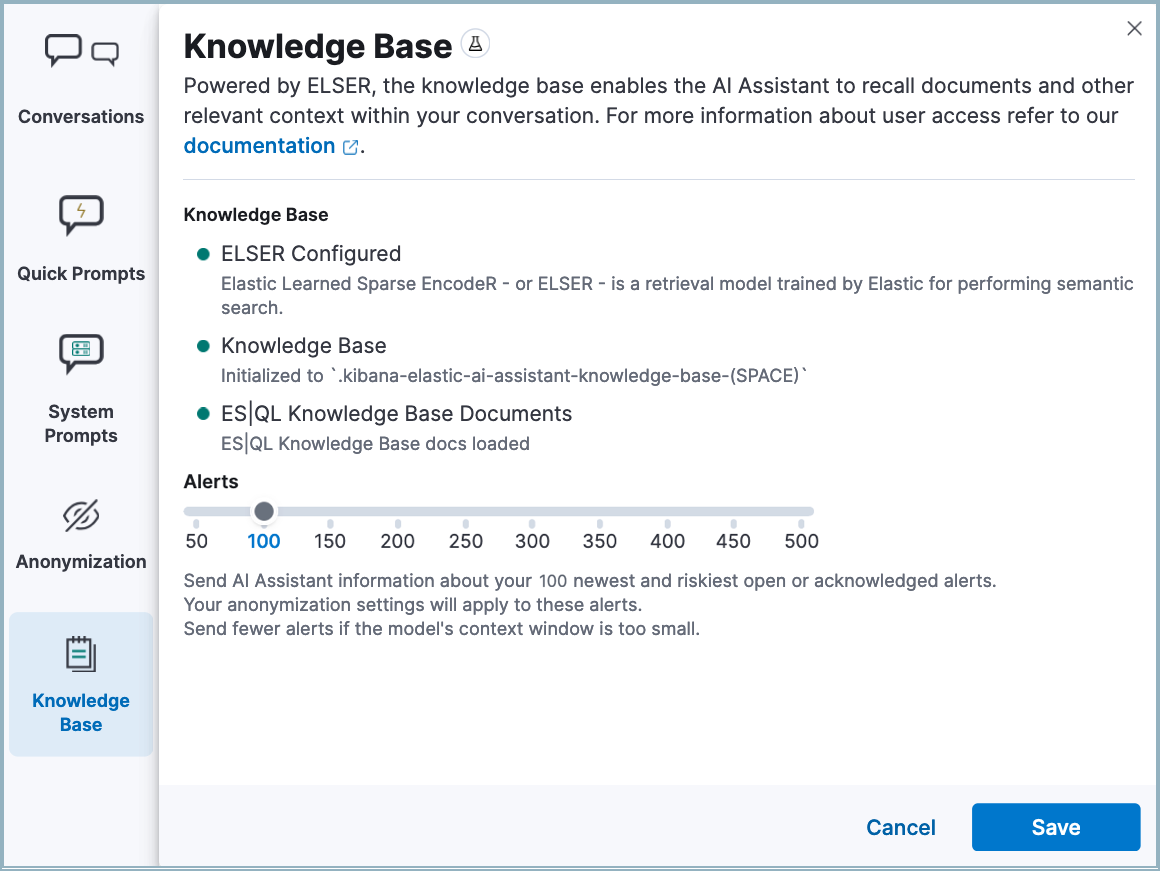 Conversations
Quick Prompts
System
Prompts
Anonymization
Knowledge
Base
Knowledge Base
Powered by ELSER, the knowledge base enables the AI Assistant to recall documents and other
relevant context within your conversation. For more information about user access refer to our
documentation .
Knowledge Base
ELSER Configured
Elastic Learned Sparse EncodeR - or ELSER - is a retrieval model trained by Elastic for performing semantic
search.
Knowledge Base
Initialized to `.kibana-elastic-ai-assistant-knowledge-base-(SPACE)`
ES|QL Knowledge Base Documents
ES|QL Knowledge Base docs loaded
Alerts
50 100 150 200 250 300 350 400 450 500
Send AI Assistant information about your 100 newest and riskiest open or acknowledged alerts.
Your anonymization settings will apply to these alerts.
Send fewer alerts if the model's context window is too small.
Cancel Save